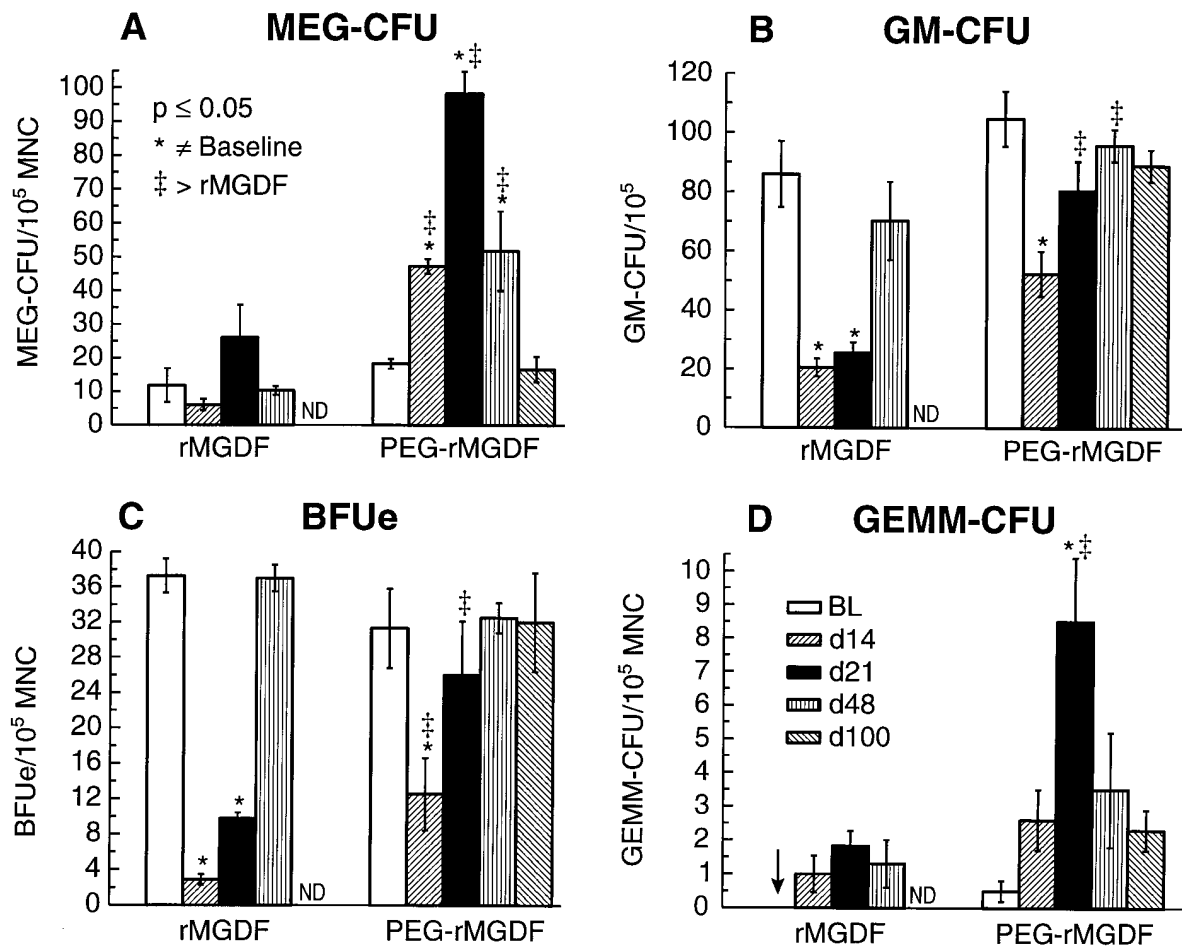 A MEG-CFU
MEG-CFU/10⁵ MNC
100
90
80
70
60
50
40
30
20
10
0
p ≤ 0.05
* ≠ Baseline
‡ > rMGDF
‡*
*‡
‡*
ND
rMGDF PEG-rMGDF
B GM-CFU
GM-CFU/10⁵
120
100
80
60
40
20
0
* *
ND
*
‡
‡
rMGDF PEG-rMGDF
C BFUe
BFUe/10⁵ MNC
40
36
32
28
24
20
16
12
8
4
0
*
*
ND
‡*
‡
rMGDF PEG-rMGDF
D GEMM-CFU
GEMM-CFU/10⁵ MNC
10
9
8
7
6
5
4
3
2
1
0
BL
d14
d21
d48
d100
*‡
ND
rMGDF PEG-rMGDF